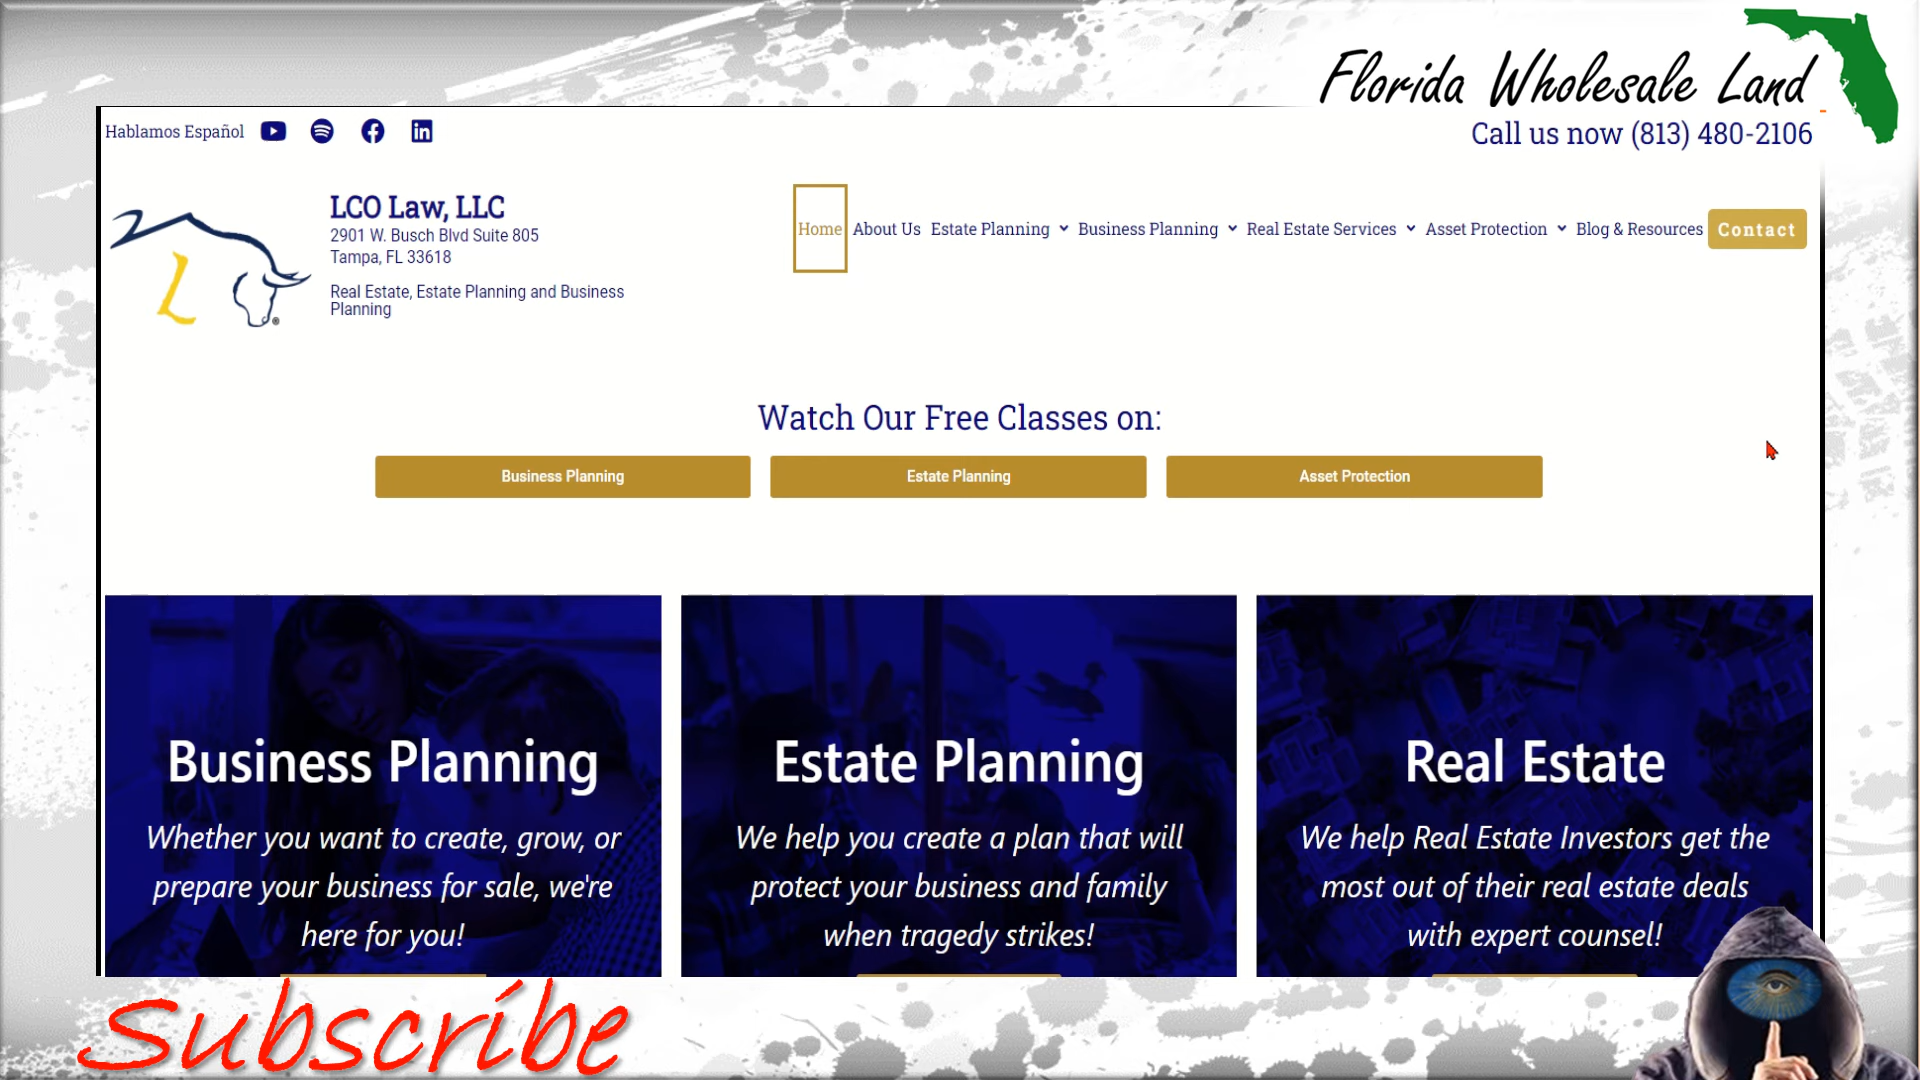 Florida Wholesale Land
Hablamos Español
Call us now (813) 480-2106
LCO Law, LLC
2901 W. Busch Blvd Suite 805
Tampa, FL 33618
Real Estate, Estate Planning and Business
Planning
L
®
Home About Us Estate Planning Business Planning Real Estate Services Asset Protection Blog & Resources Contact
Watch Our Free Classes on:
Business Planning Estate Planning Asset Protection
Business Planning
Whether you want to create, grow, or
prepare your business for sale, we're
here for you!
Estate Planning
We help you create a plan that will
protect your business and family
when tragedy strikes!
Real Estate
We help Real Estate Investors get the
most out of their real estate deals
with expert counsel!
Subscribe